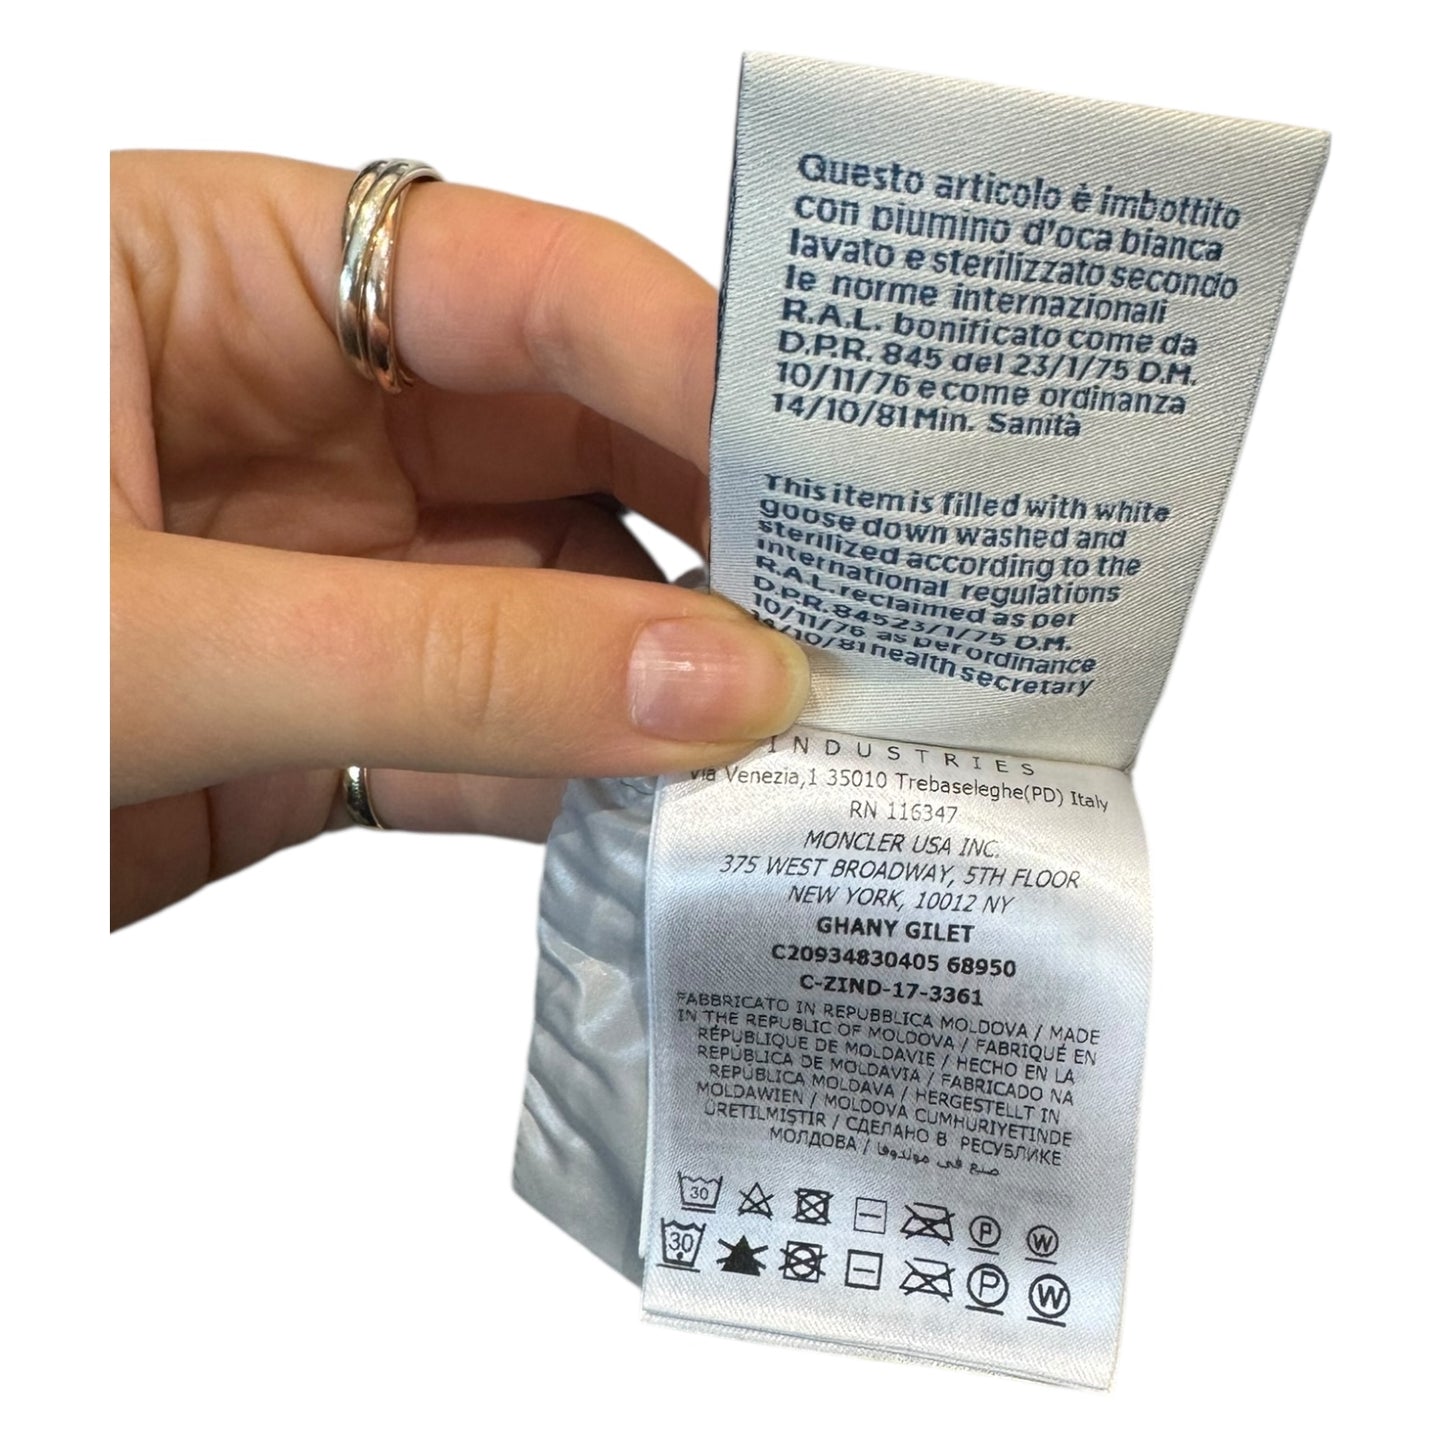 Questo articolo è imbottito
con piumino d'oca bianca
lavato e sterilizzato secondo
le norme internazionali
R.A.L. bonificato come da
D.P.R. 845 del 23/1/75 D.M.
10/11/76 e come ordinanza
14/10/81 Min. Sanità
This item is filled with white
goose down washed and
sterilized according to the
international regulations
R.A.L. reclaimed as per
D.P.R. 845 23/1/75 D.M.
10/11/76 as per ordinance
/10/81 health secretary
INDUSTRIES
Via Venezia,1 35010 Trebaseleghe(PD) Italy
RN 116347
MONCLER USA INC.
375 WEST BROADWAY, 5TH FLOOR
NEW YORK, 10012 NY
GHANY GILET
C20934830405 68950
C-ZIND-17-3361
FABBRICATO IN REPUBBLICA MOLDOVA / MADE
IN THE REPUBLIC OF MOLDOVA / FABRIQUÉ EN
RÉPUBLIQUE DE MOLDAVIE / HECHO EN LA
REPÚBLICA DE MOLDAVIA / FABRICADO NA
REPÚBLICA MOLDAVA / HERGESTELLT IN
MOLDAWIEN / MOLDOVA CUMHURIYETINDE
ÜRETILMIŞTIR / СДЕЛАНО В РЕСУБЛИКЕ
МОЛДОВА / صنع في مولدوفا
30 P W
30 P W